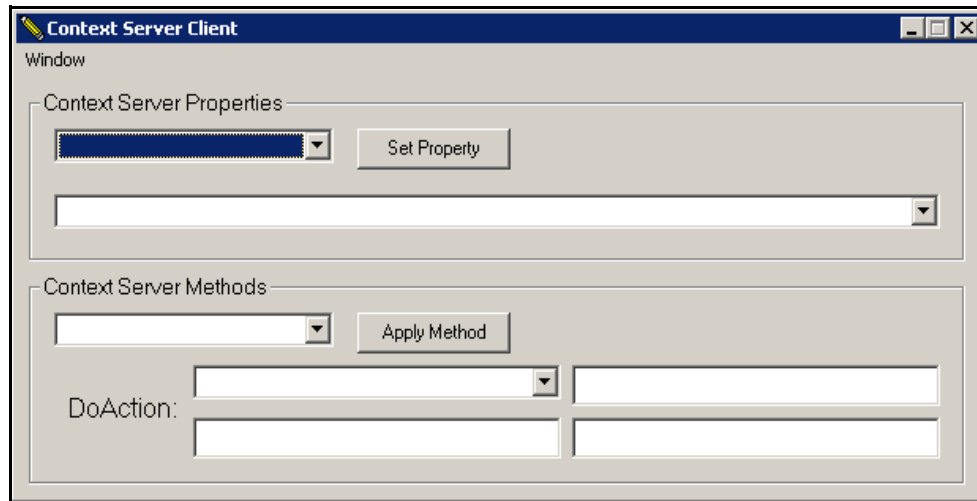 Context Server Client
Window
Context Server Properties
Set Property
Context Server Methods
Apply Method
DoAction: